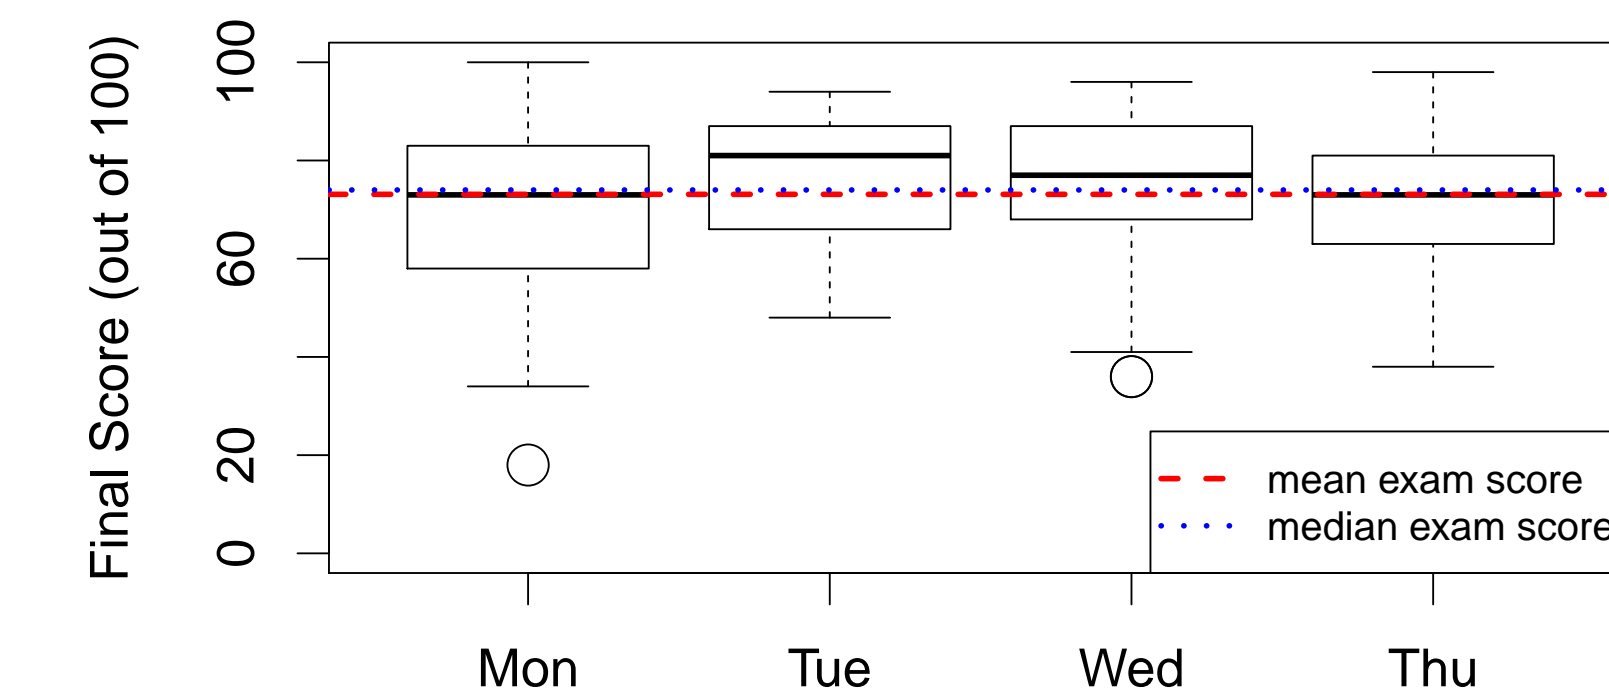 Final Score (out of 100)
100
60
20
0
mean exam score
median exam score
Mon Tue Wed Thu